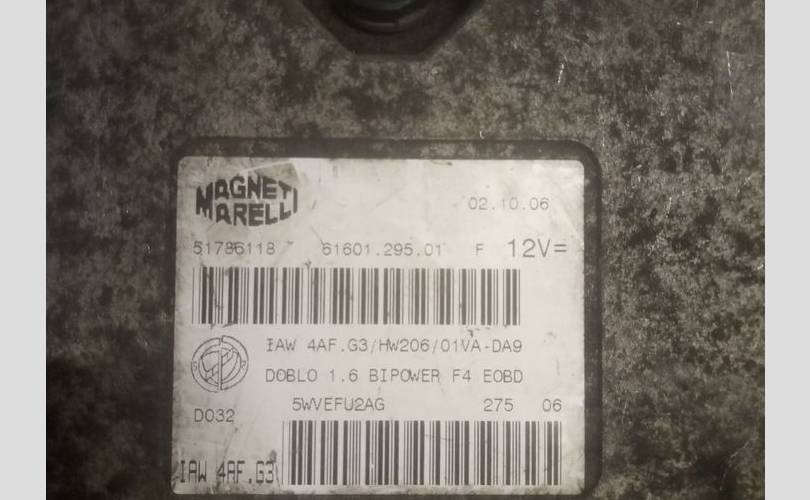 MAGNETI
MARELLI
02.10.06
51786118 61601.295.01 F 12V=
IAW 4AF.G3/HW206/01VA-DA9
DOBLO 1.6 BIPOWER F4 EOBD
5WVEFU2AG 275 06
D032
IAW 4AF.G3